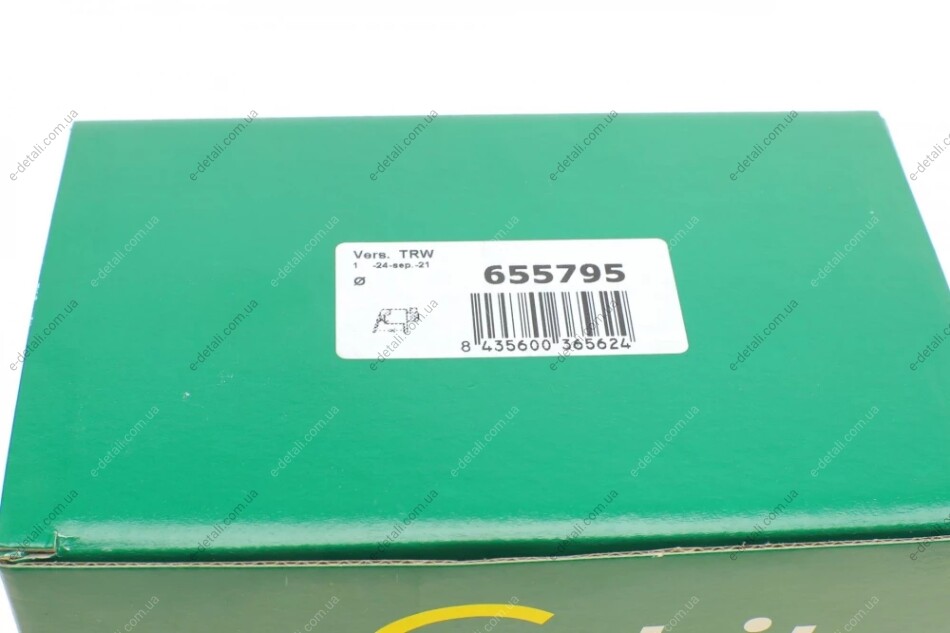 Vers. TRW
1 -24-sep.-21
Ø
655795
8 435600 365624
e-detali.com.ua